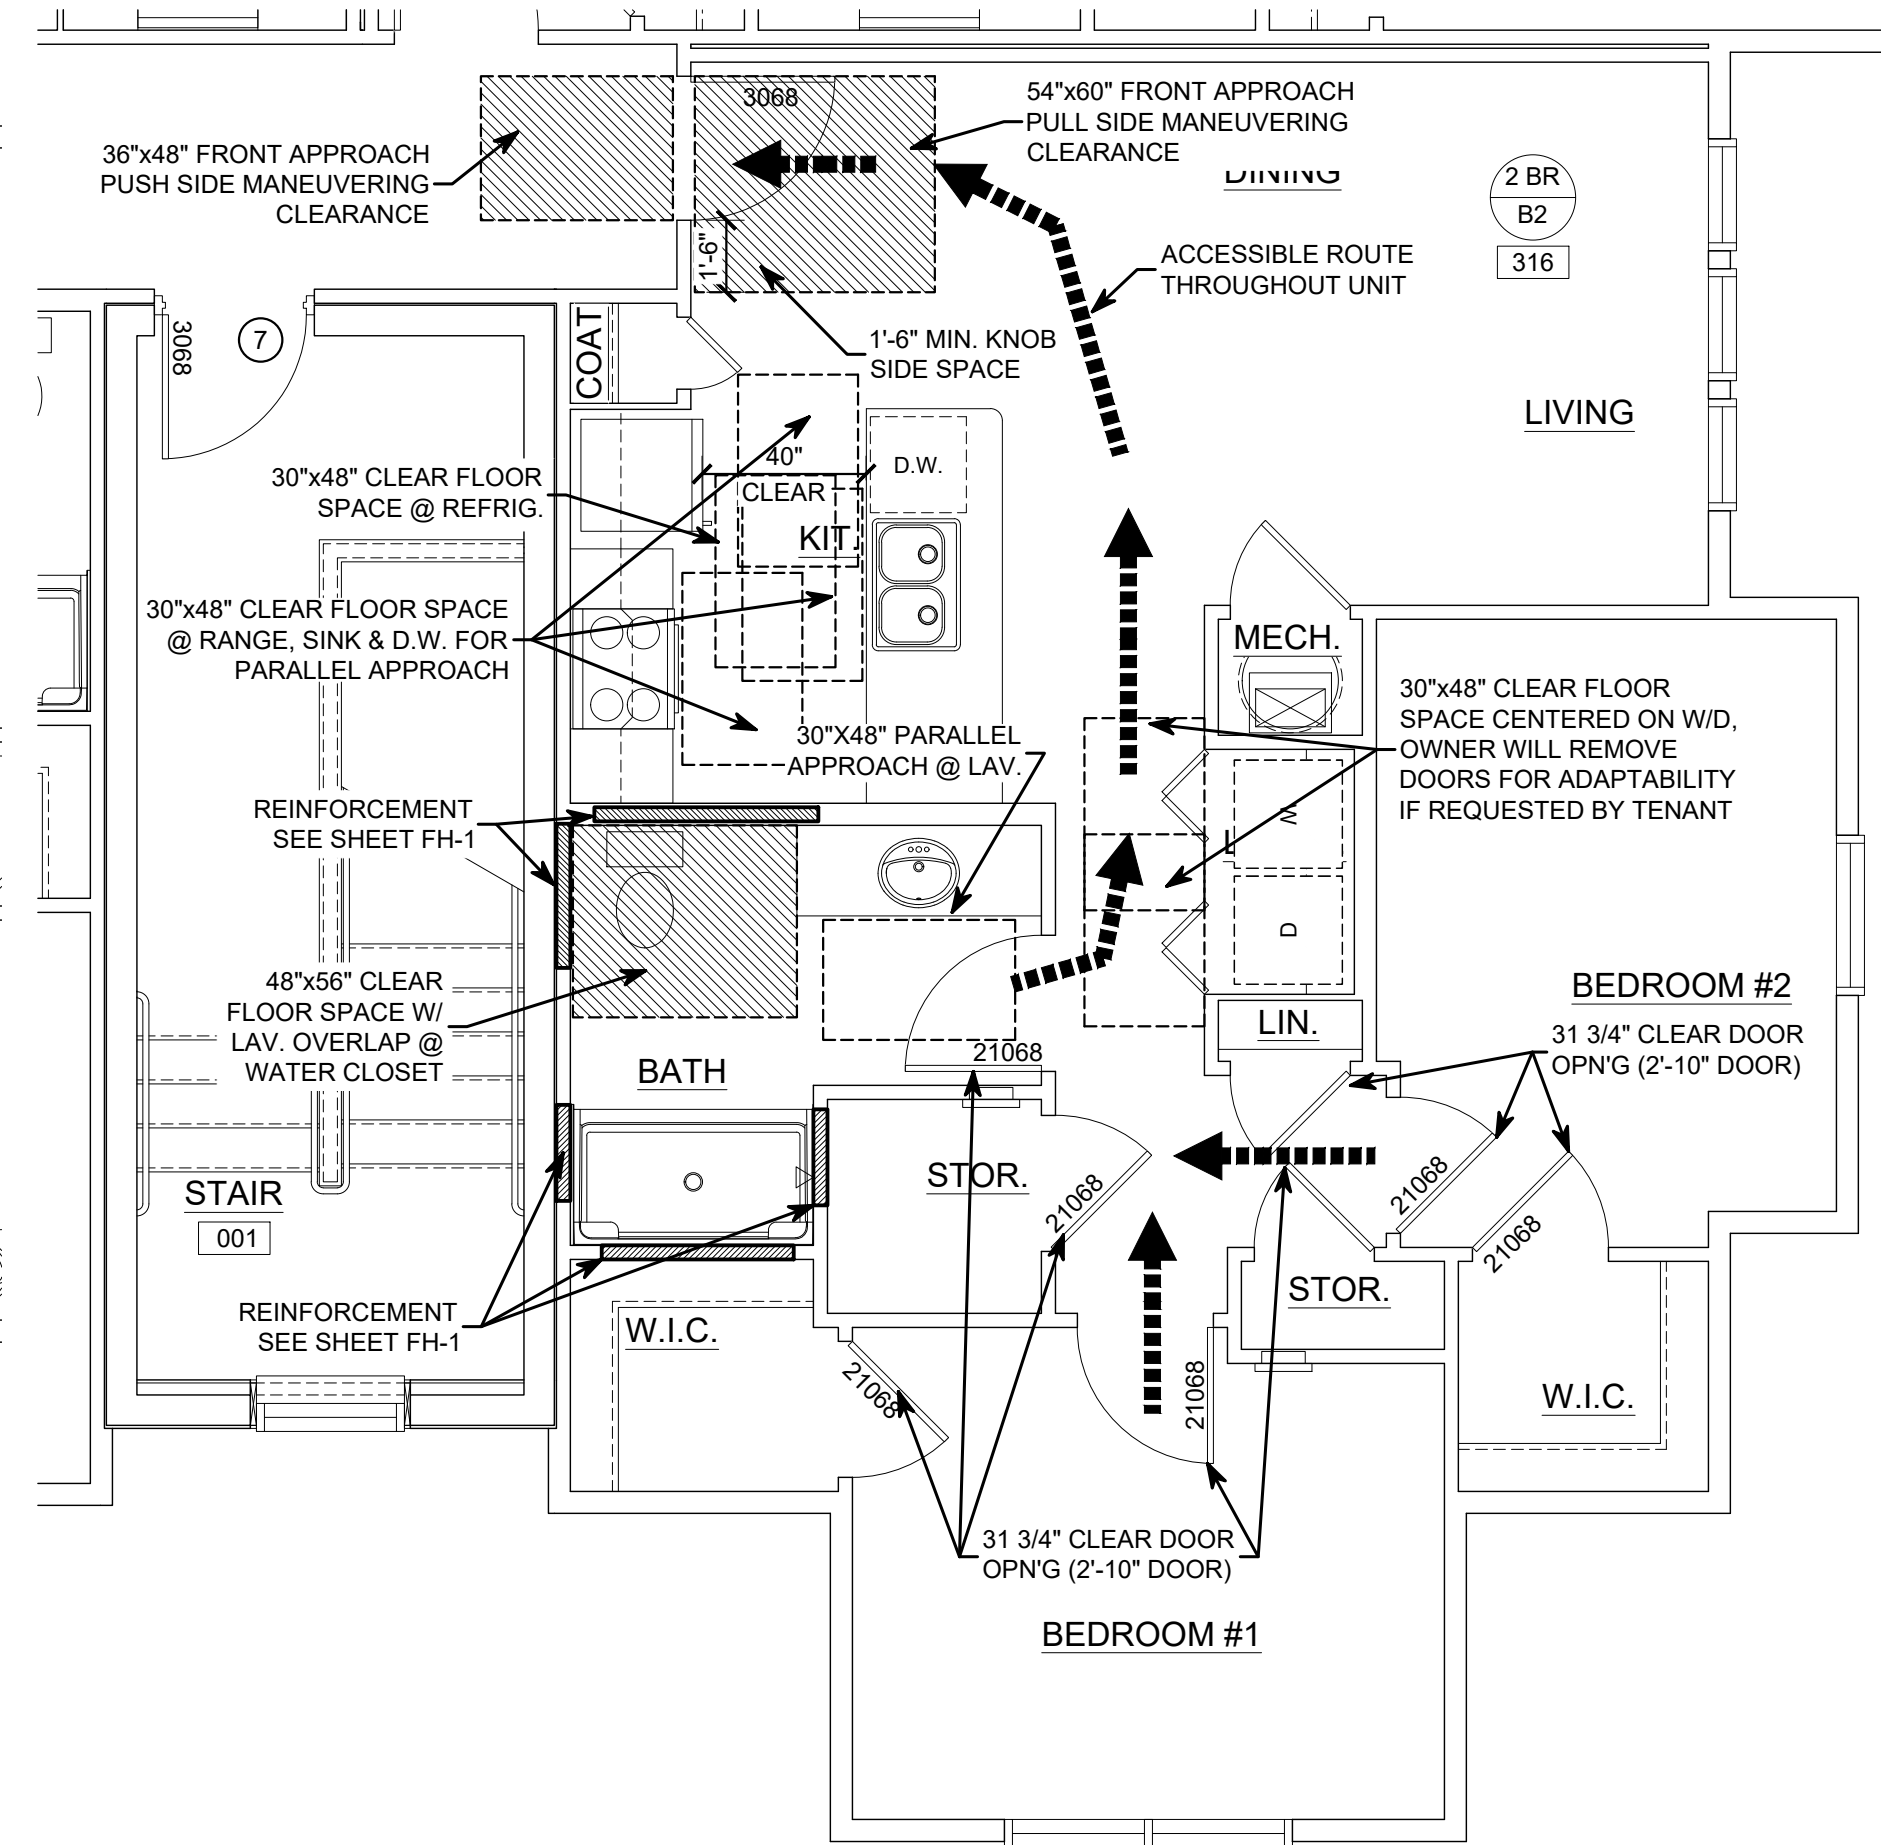 3068
54"x60" FRONT APPROACH
PULL SIDE MANEUVERING
CLEARANCE
36"x48" FRONT APPROACH
PUSH SIDE MANEUVERING
CLEARANCE
DINING
2 BR
B2
316
1'-6"
ACCESSIBLE ROUTE
THROUGHOUT UNIT
3068
7
COAT
1'-6" MIN. KNOB
SIDE SPACE
LIVING
40"
CLEAR
D.W.
30"x48" CLEAR FLOOR
SPACE @ REFRIG.
KIT.
30"x48" CLEAR FLOOR SPACE
@ RANGE, SINK & D.W. FOR
PARALLEL APPROACH
MECH.
30"x48" CLEAR FLOOR
SPACE CENTERED ON W/D,
OWNER WILL REMOVE
DOORS FOR ADAPTABILITY
IF REQUESTED BY TENANT
30"X48" PARALLEL
APPROACH @ LAV.
REINFORCEMENT
SEE SHEET FH-1
L
W
D
48"x56" CLEAR
FLOOR SPACE W/
LAV. OVERLAP @
WATER CLOSET
BEDROOM #2
LIN.
31 3/4" CLEAR DOOR
OPN'G (2'-10" DOOR)
21068
BATH
STOR.
21068
21068
21068
STAIR
001
STOR.
REINFORCEMENT
SEE SHEET FH-1
W.I.C.
21068
21068
W.I.C.
31 3/4" CLEAR DOOR
OPN'G (2'-10" DOOR)
BEDROOM #1